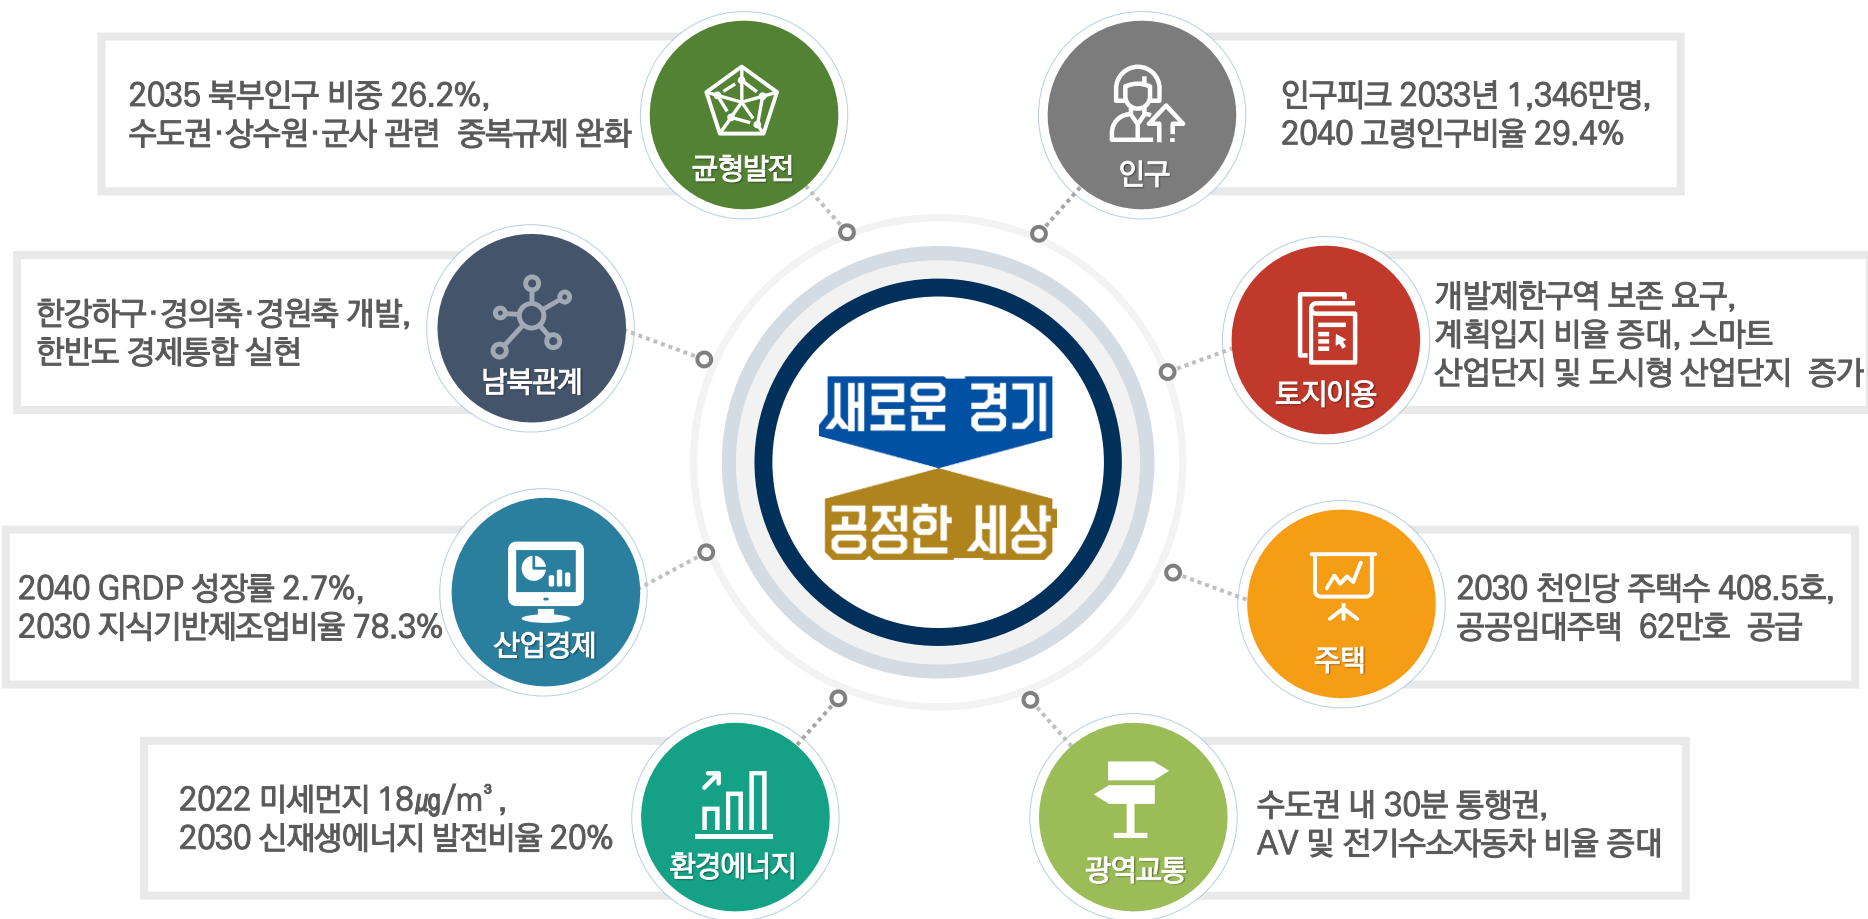 2035 북부인구 비중 26.2%,
수도권·상수원·군사 관련 중복규제 완화
균형발전
인구
인구피크 2033년 1,346만명,
2040 고령인구비율 29.4%
한강하구·경의축·경원축 개발,
한반도 경제통합 실현
남북관계
토지이용
개발제한구역 보존 요구,
계획입지 비율 증대, 스마트
산업단지 및 도시형 산업단지 증가
새로운 경기
공정한 세상
2040 GRDP 성장률 2.7%,
2030 지식기반제조업비율 78.3%
산업경제
주택
2030 천인당 주택수 408.5호,
공공임대주택 62만호 공급
2022 미세먼지 18㎍/m³,
2030 신재생에너지 발전비율 20%
환경에너지
광역교통
수도권 내 30분 통행권,
AV 및 전기수소자동차 비율 증대